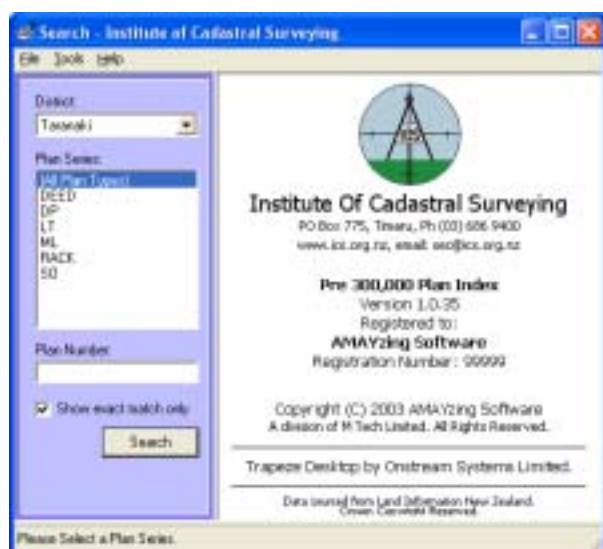 Search - Institute of Cadastral Surveying
File Tools Help
District:
Taranaki
Plan Series:
(All Plan Types)
DEED
DP
LT
ML
RACK
SO
Plan Number:
Show exact match only
Search
ICS
Institute Of Cadastral Surveying
PO Box 775, Timaru, Ph (03) 686 9400
www.ics.org.nz, email: sec@ics.org.nz
Pre 300,000 Plan Index
Version 1.0.35
Registered to:
AMAYzing Software
Registration Number: 99999
Copyright (C) 2003 AMAYzing Software
A division of M Tech Limited. All Rights Reserved.
Trapeze Desktop by Onstream Systems Limited.
Data sourced from Land Information New Zealand.
Crown Copyright Reserved.
Please Select a Plan Series.